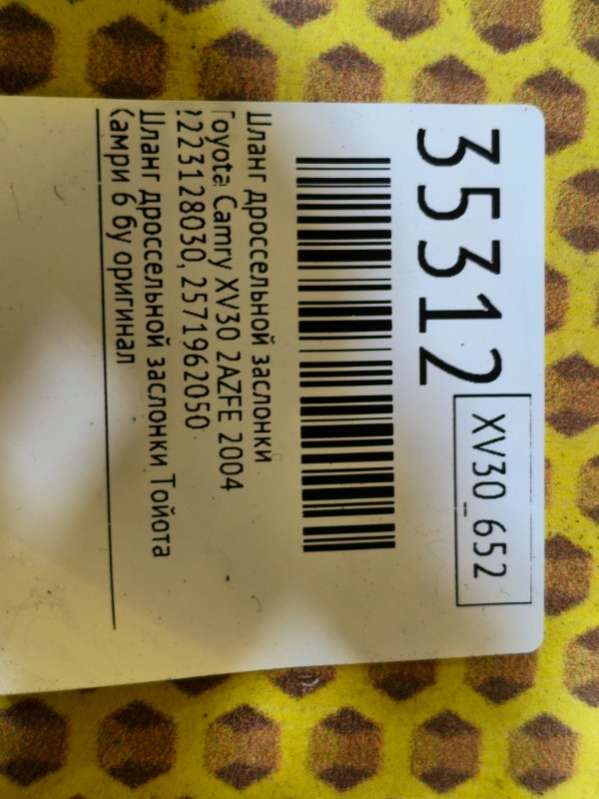 35312
XV30_652
Шланг дроссельной заслонки
Toyota Camry XV30 2AZFE 2004
2223128030, 2571962050
Шланг дроссельной заслонки Тойота
Камри 6 бу оригинал